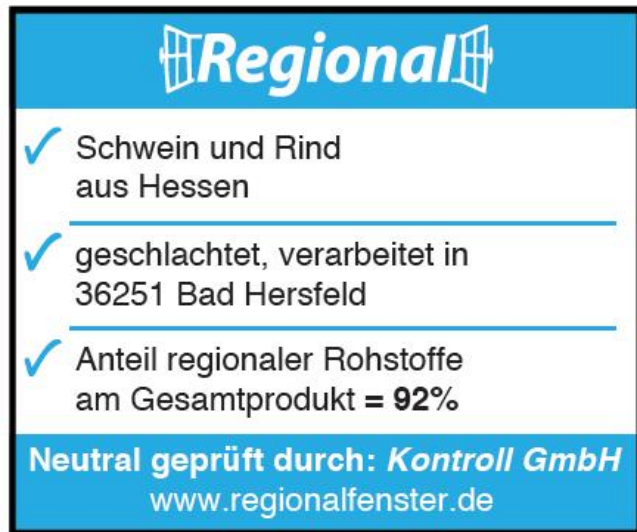 Regional
Schwein und Rind
aus Hessen
geschlachtet, verarbeitet in
36251 Bad Hersfeld
Anteil regionaler Rohstoffe
am Gesamtprodukt = 92%
Neutral geprüft durch: Kontroll GmbH
www.regionalfenster.de